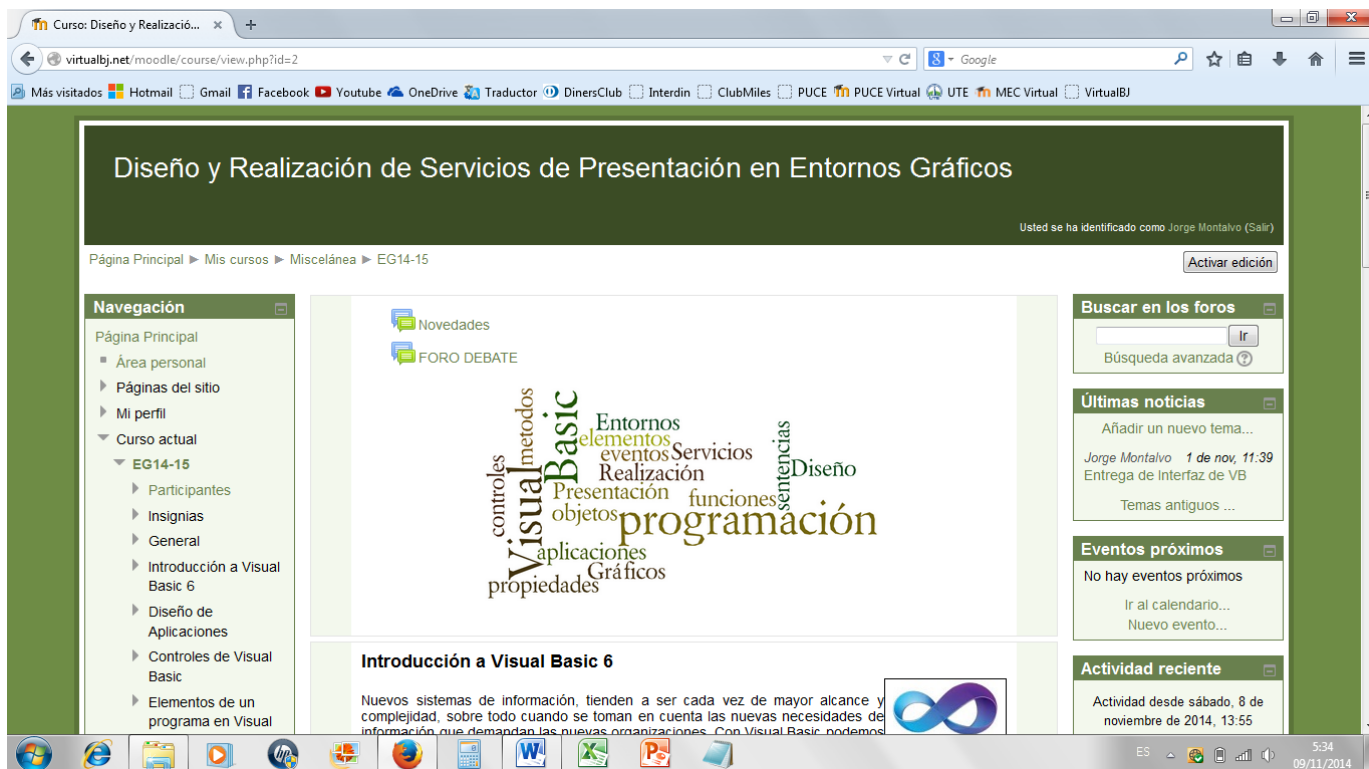 Curso: Diseño y Realizació...
virtualbj.net/moodle/course/view.php?id=2
Google
Más visitados Hotmail Gmail Facebook Youtube OneDrive Traductor DinersClub Interdin ClubMiles PUCE PUCE Virtual UTE MEC Virtual VirtualBJ
Diseño y Realización de Servicios de Presentación en Entornos Gráficos
Usted se ha identificado como Jorge Montalvo (Salir)
Página Principal ► Mis cursos ► Miscelánea ► EG14-15
Activar edición
Navegación
Página Principal
Área personal
Páginas del sitio
Mi perfil
Curso actual
EG14-15
Participantes
Insignias
General
Introducción a Visual
Basic 6
Diseño de
Aplicaciones
Controles de Visual
Basic
Elementos de un
programa en Visual
Novedades
FORO DEBATE
controles
Visual
metodos
Basic
Entornos
elementos
eventos
Servicios
Realización
Presentación
funciones
sentencias
Diseño
objetos
programación
aplicaciones
Gráficos
propiedades
Introducción a Visual Basic 6
Nuevos sistemas de información, tienden a ser cada vez de mayor alcance y
complejidad, sobre todo cuando se toman en cuenta las nuevas necesidades de
información que demandan las nuevas organizaciones. Con Visual Basic podemos
Buscar en los foros
Ir
Búsqueda avanzada
Últimas noticias
Añadir un nuevo tema...
Jorge Montalvo 1 de nov, 11:39
Entrega de Interfaz de VB
Temas antiguos ...
Eventos próximos
No hay eventos próximos
Ir al calendario...
Nuevo evento...
Actividad reciente
Actividad desde sábado, 8 de
noviembre de 2014, 13:55
ES
5:34
09/11/2014